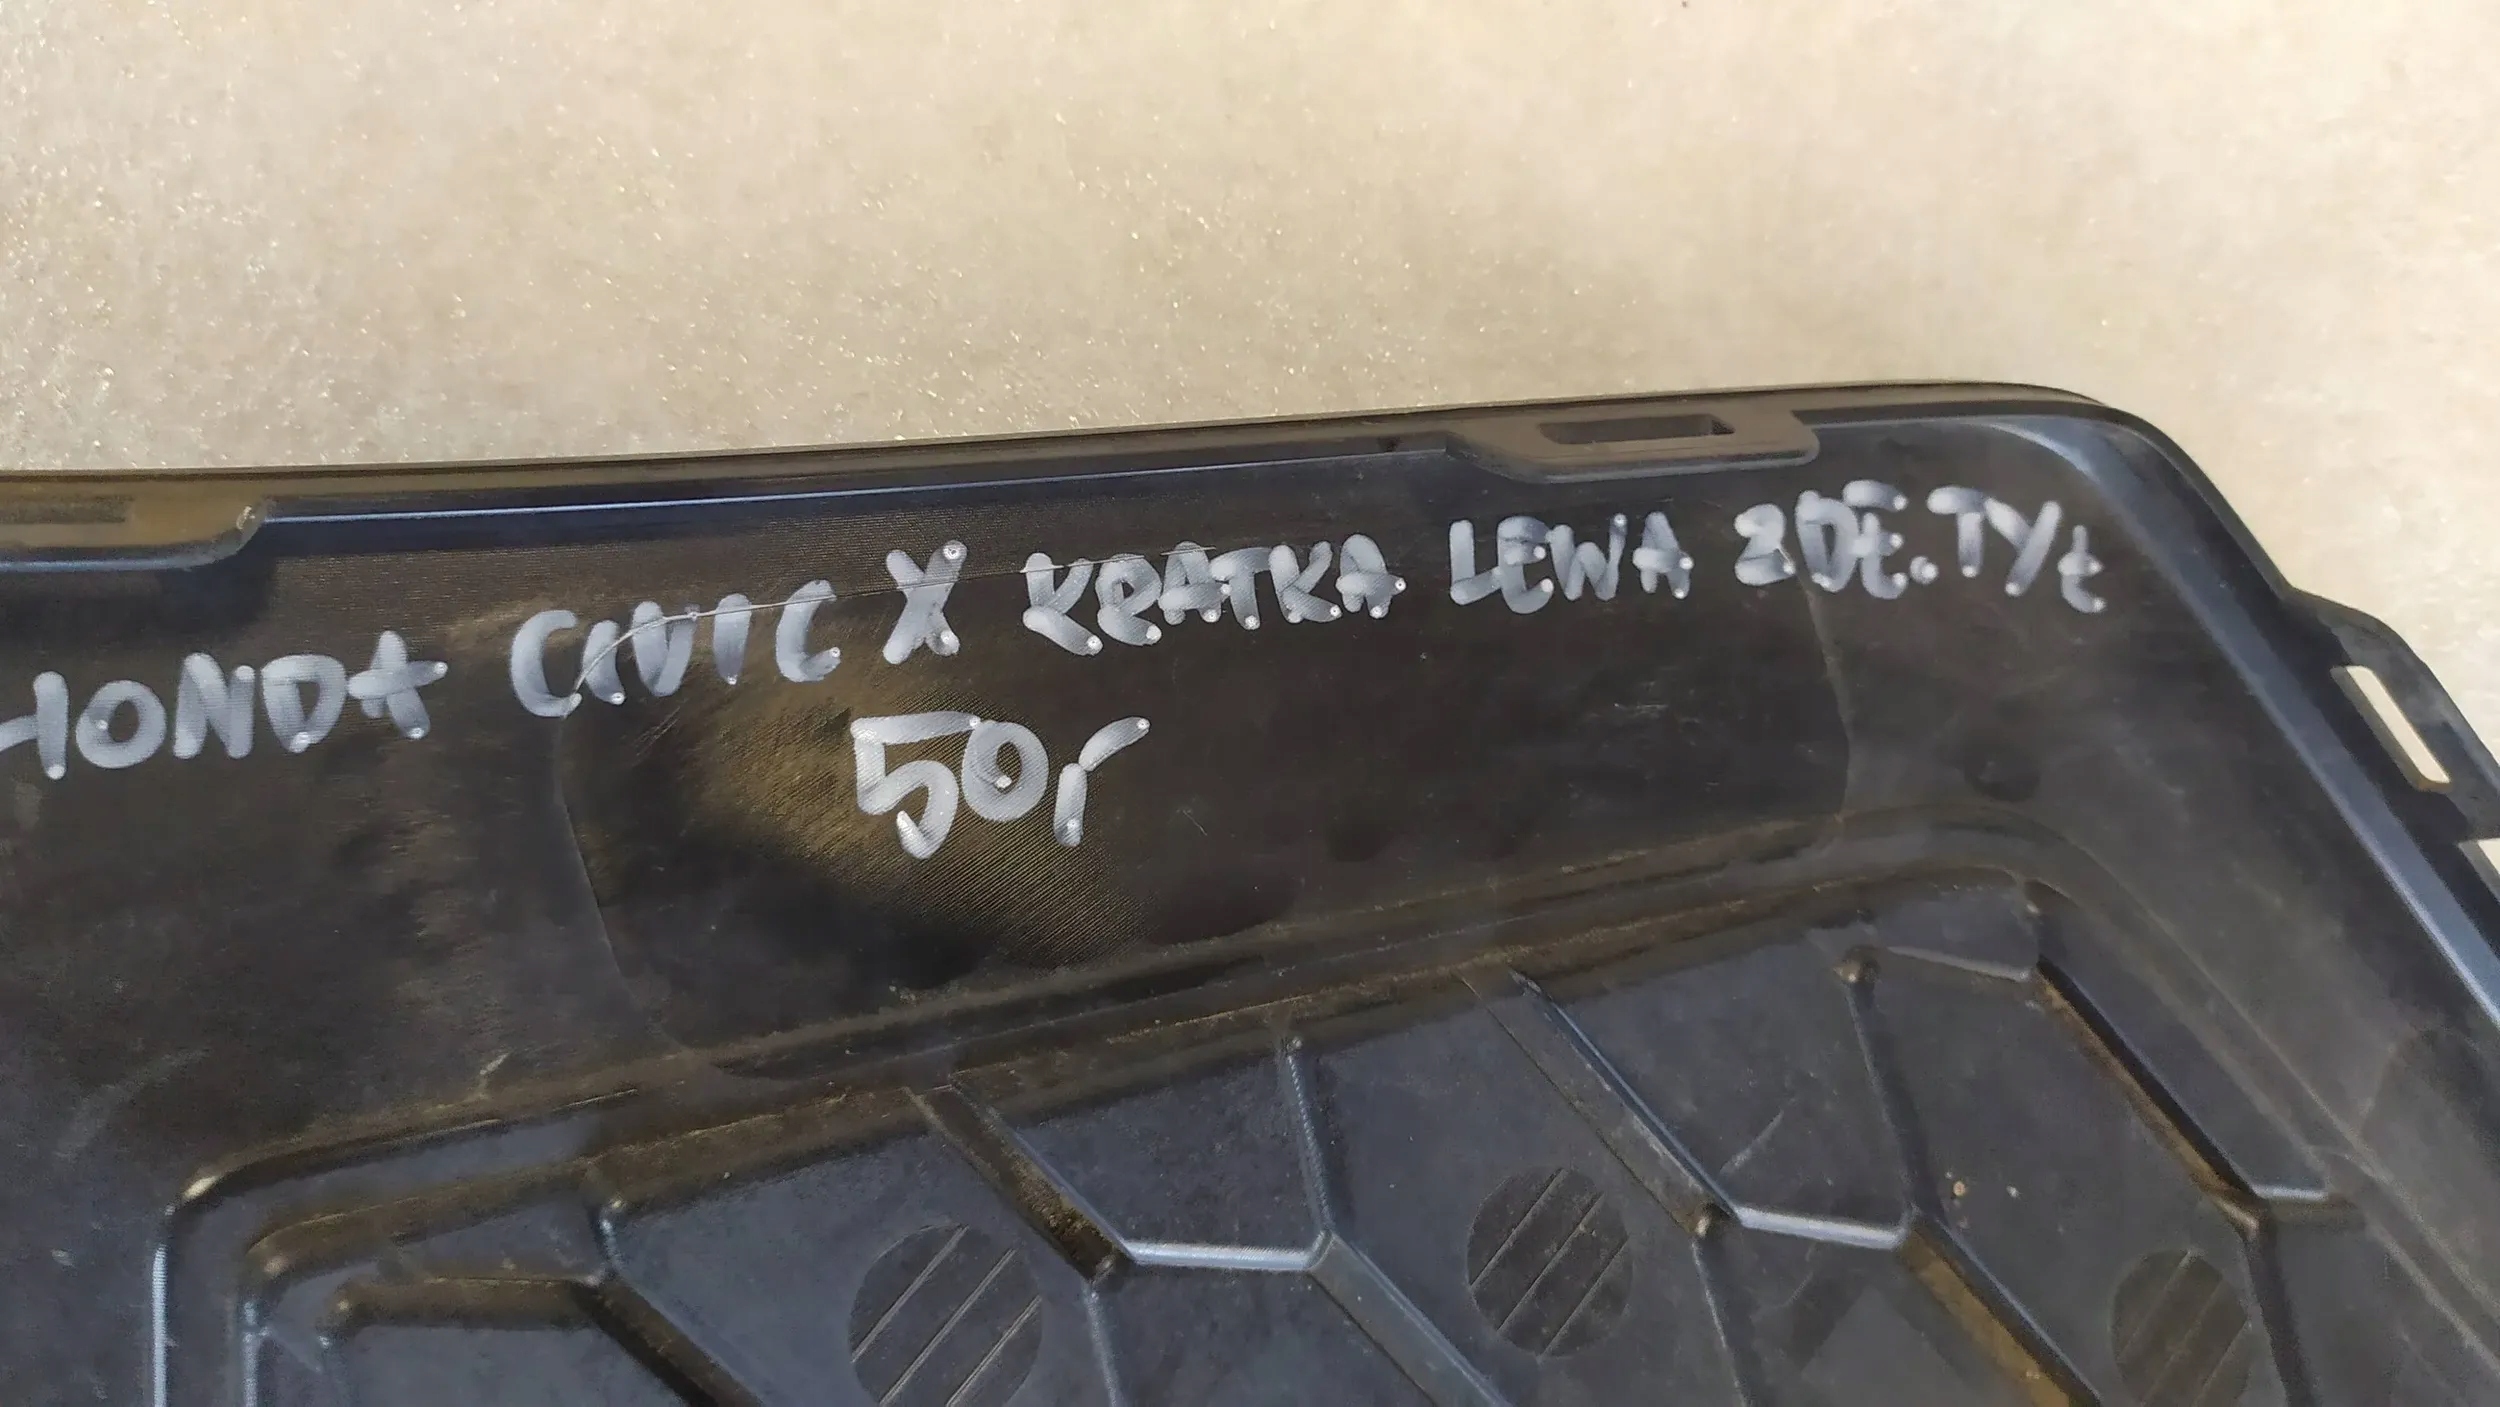 HONDA CIVIC X KRATKA LEWA ZDE.TYŁ
50r